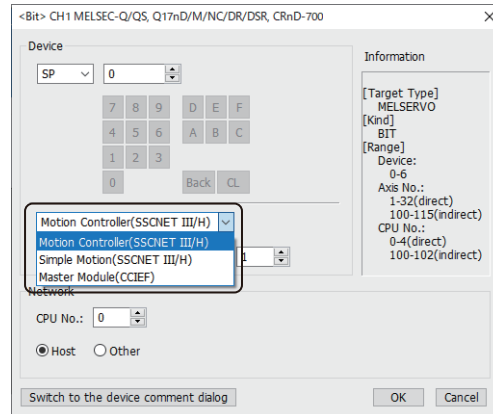 <Bit> CH1 MELSEC-Q/QS, Q17nD/M/NC/DR/DSR, CRnD-700
Device
SP 0
7 8 9 D E F
4 5 6 A B C
1 2 3
0 Back CL
Motion Controller(SSCNET III/H)
Motion Controller(SSCNET III/H)
Simple Motion(SSCNET III/H)
1
Master Module(CCIEF)
Network
CPU No.: 0
Host Other
Information
[Target Type]
MELSERVO
[Kind]
BIT
[Range]
Device:
0-6
Axis No.:
1-32(direct)
100-115(indirect)
CPU No.:
0-4(direct)
100-102(indirect)
Switch to the device comment dialog OK Cancel